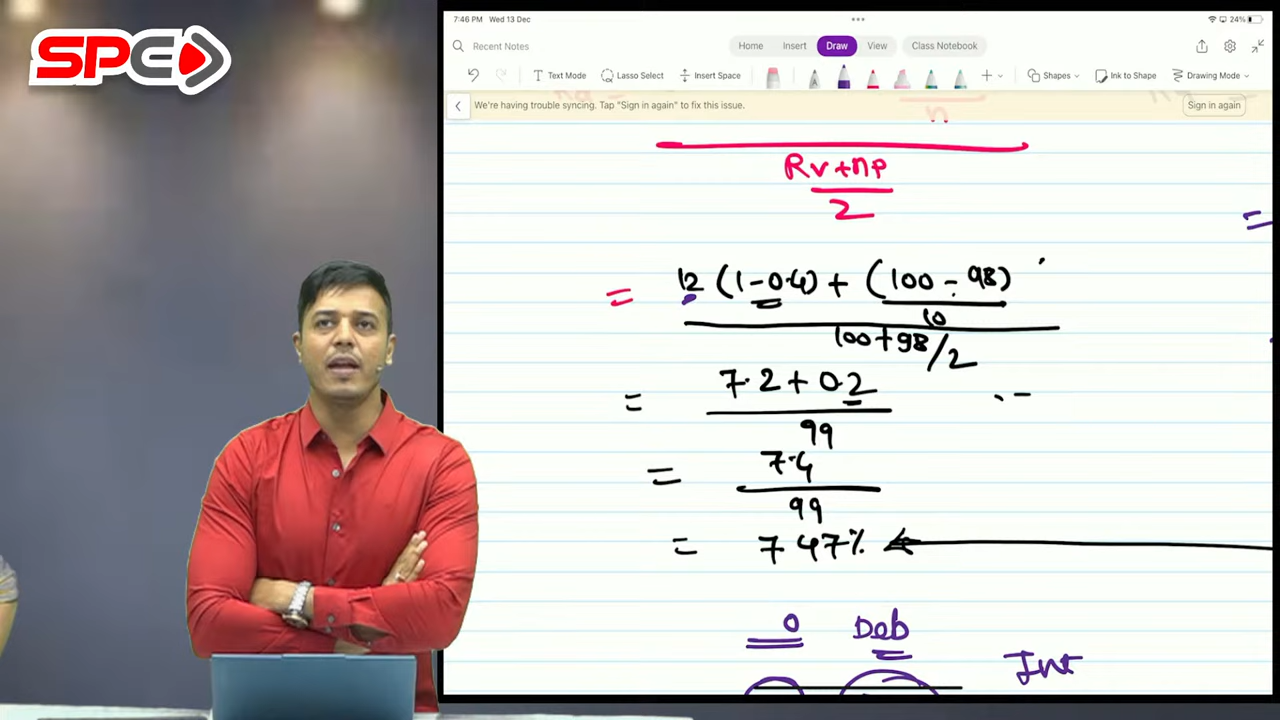 SPED
7:46 PM Wed 13 Dec
24%
Recent Notes
Home Insert Draw View Class Notebook
Text Mode Lasso Select Insert Space Shapes Ink to Shape Drawing Mode
We're having trouble syncing. Tap "Sign in again" to fix this issue. Sign in again
n
Rv+np
2
= 12 (1-0.4) + (100-98)
10
100+98/2
= 7.2 + 0.2
99
= 7.4
99
= 7 47%
0 Deb
Int